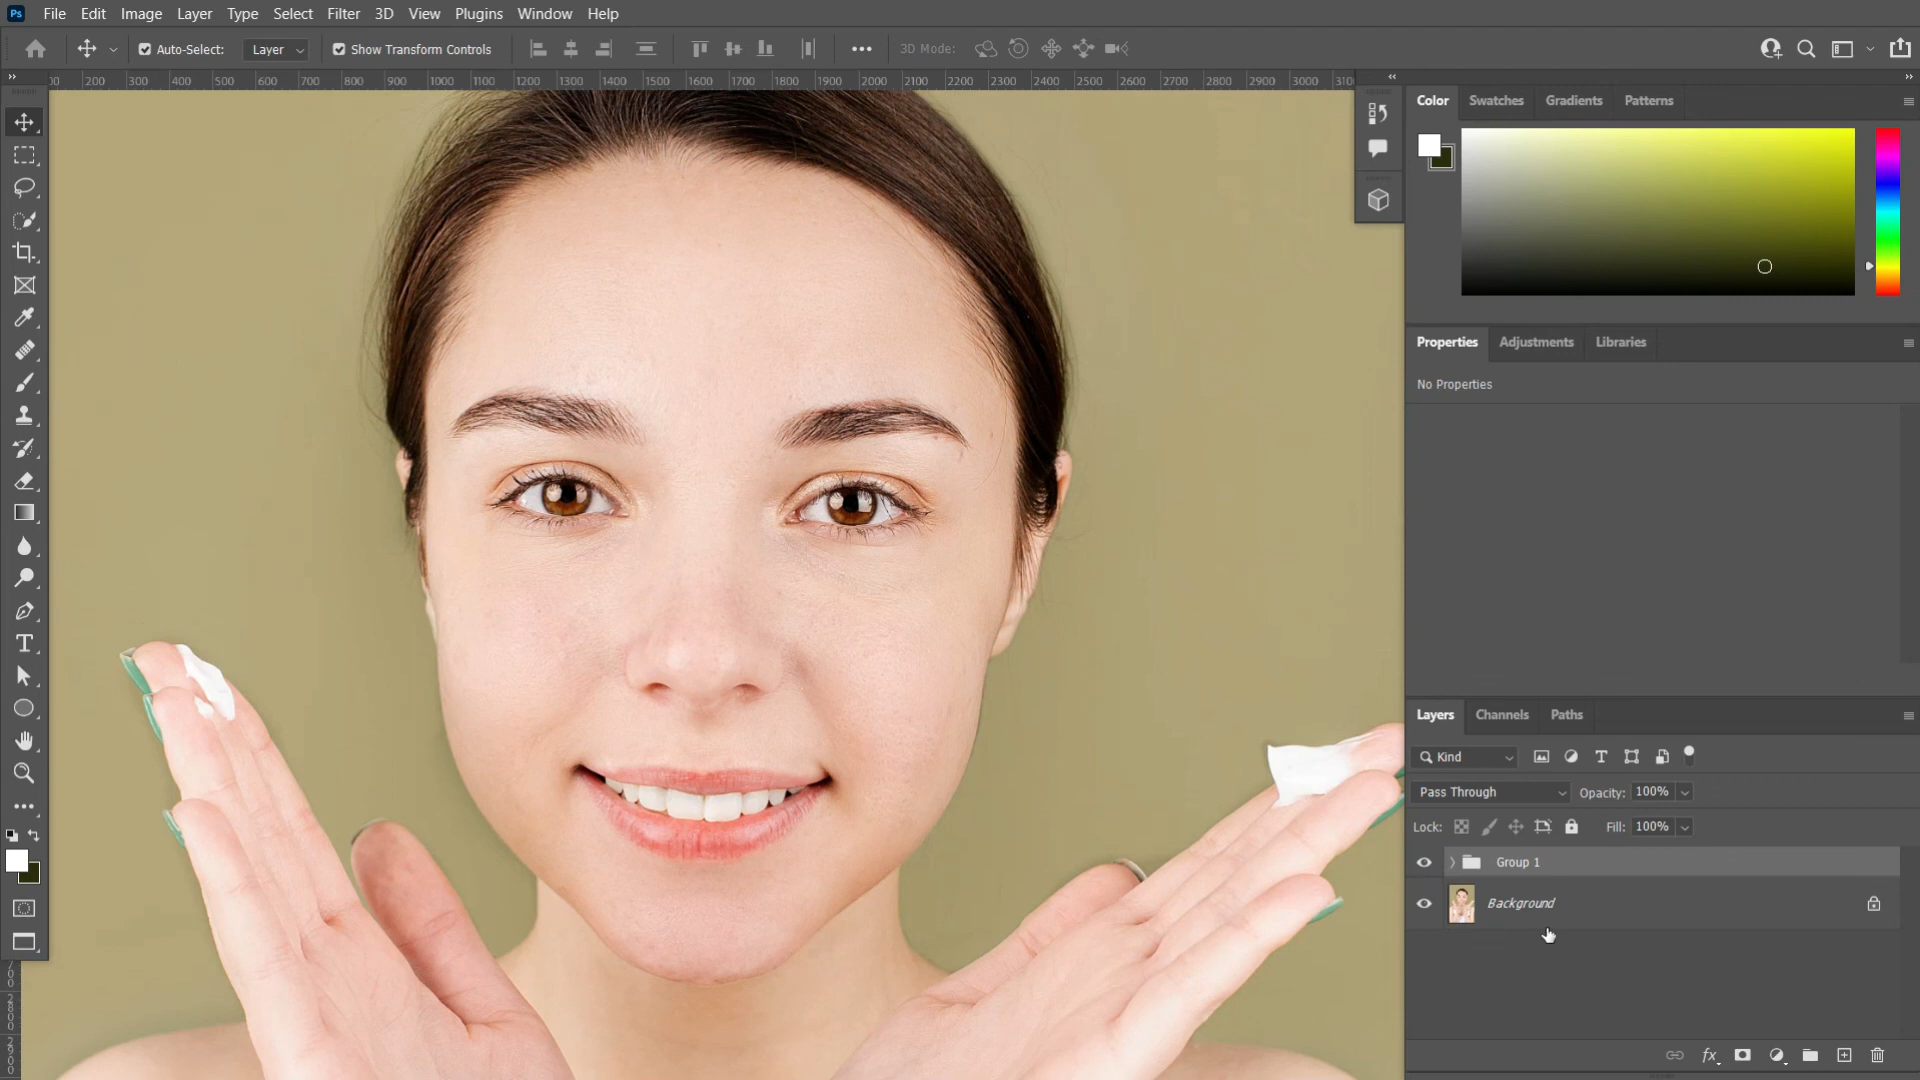 Ps File Edit Image Layer Type Select Filter 3D View Plugins Window Help
Auto-Select: Layer Show Transform Controls ••• 3D Mode:
200 300 400 500 600 700 800 900 1000 1100 1200 1300 1400 1500 1600 1700 1800 1900 2000 2100 2200 2300 2400 2500 2600 2700 2800 2900 3000
Color Swatches Gradients Patterns
Properties Adjustments Libraries
No Properties
Layers Channels Paths
Kind
Pass Through Opacity: 100%
Lock: Fill: 100%
Group 1
Background
fx